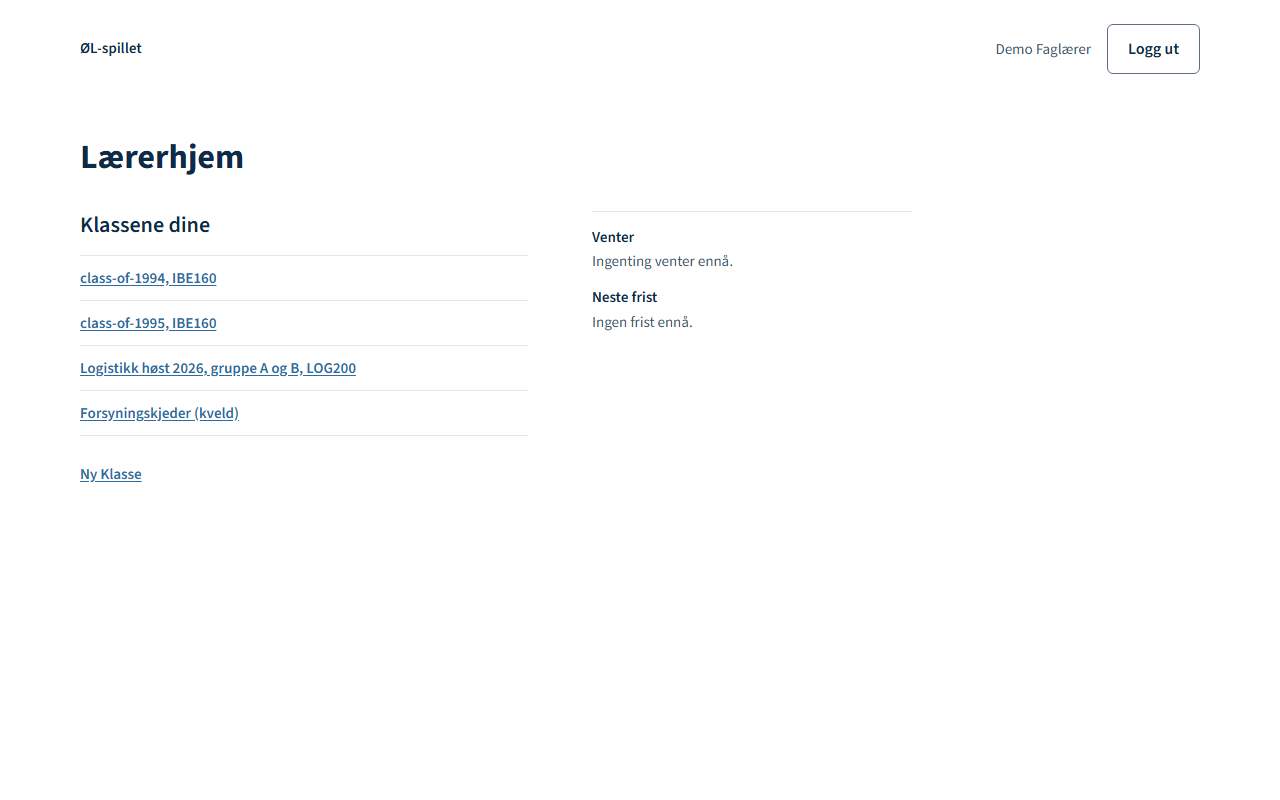 ØL-spillet
Demo Faglærer
Logg ut
Lærerhjem
Klassene dine
class-of-1994, IBE160
class-of-1995, IBE160
Logistikk høst 2026, gruppe A og B, LOG200
Forsyningskjeder (kveld)
Ny Klasse
Venter
Ingenting venter ennå.
Neste frist
Ingen frist ennå.